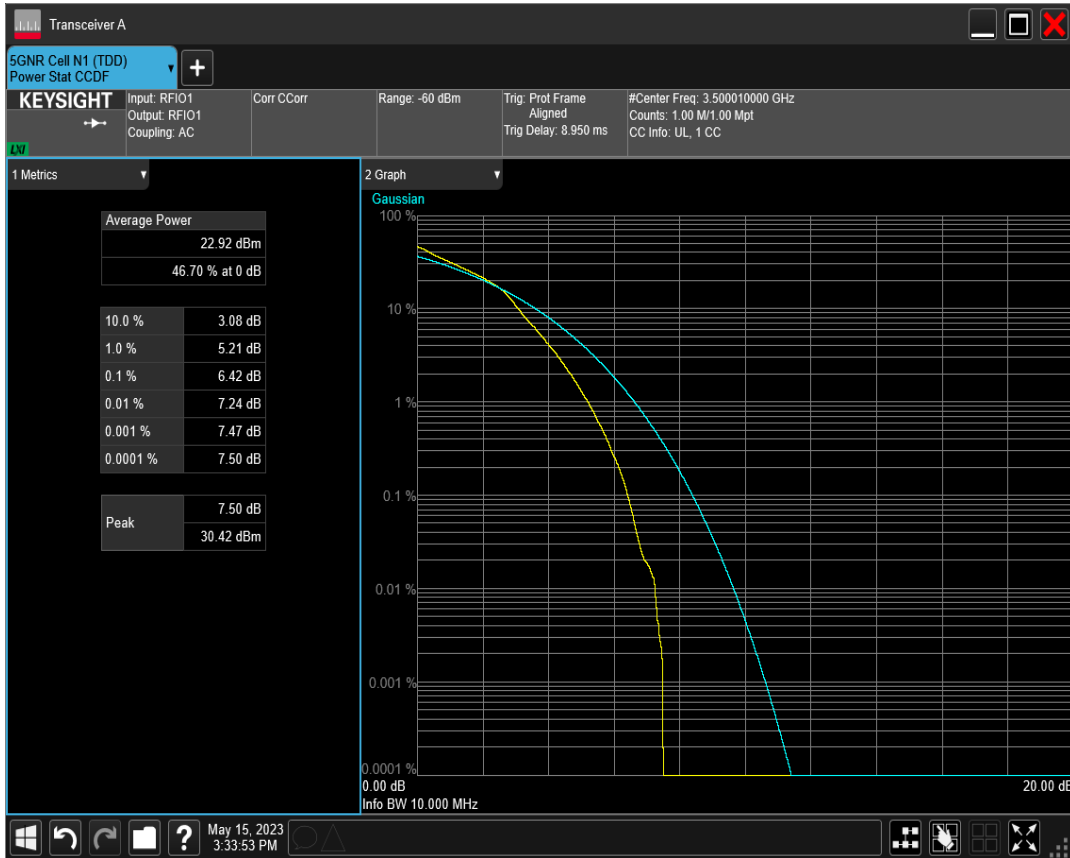 Transceiver A
5GNR Cell N1 (TDD)
Power Stat CCDF
KEYSIGHT
LXI
Input: RFIO1
Output: RFIO1
Coupling: AC
Corr CCorr
Range: -60 dBm
Trig: Prot Frame
Aligned
Trig Delay: 8.950 ms
#Center Freq: 3.500010000 GHz
Counts: 1.00 M/1.00 Mpt
CC Info: UL, 1 CC
1 Metrics
Average Power
22.92 dBm
46.70 % at 0 dB
10.0 % 3.08 dB
1.0 % 5.21 dB
0.1 % 6.42 dB
0.01 % 7.24 dB
0.001 % 7.47 dB
0.0001 % 7.50 dB
Peak 7.50 dB
30.42 dBm
2 Graph
Gaussian
100 %
10 %
1 %
0.1 %
0.01 %
0.001 %
0.0001 %
0.00 dB 20.00 dB
Info BW 10.000 MHz
May 15, 2023
3:33:53 PM